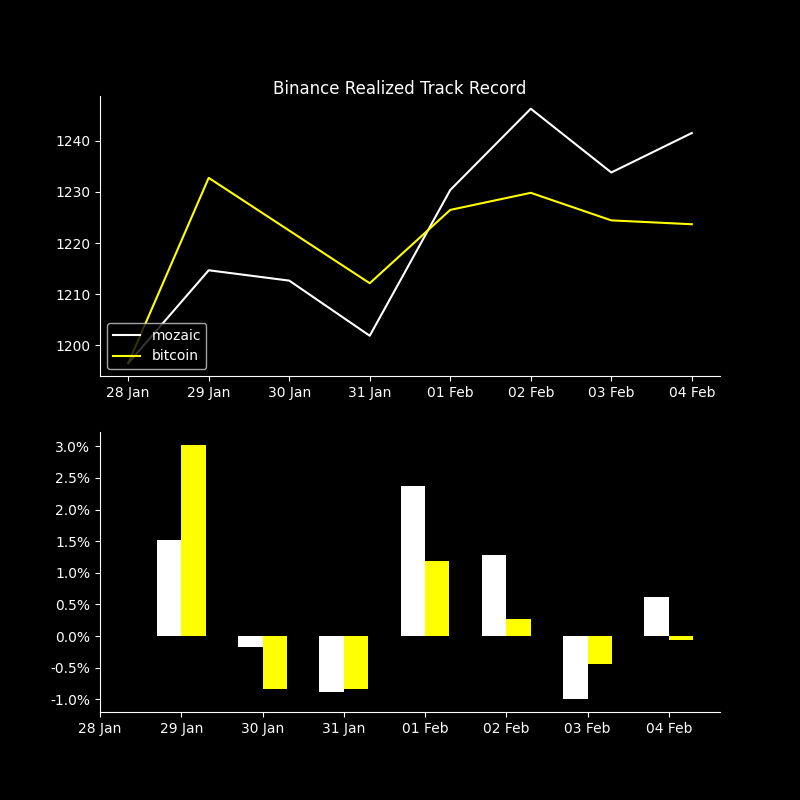 Binance Realized Track Record
1240
1230
1220
1210
1200
mozaic
bitcoin
28 Jan 29 Jan 30 Jan 31 Jan 01 Feb 02 Feb 03 Feb 04 Feb
3.0%
2.5%
2.0%
1.5%
1.0%
0.5%
0.0%
-0.5%
-1.0%
28 Jan 29 Jan 30 Jan 31 Jan 01 Feb 02 Feb 03 Feb 04 Feb